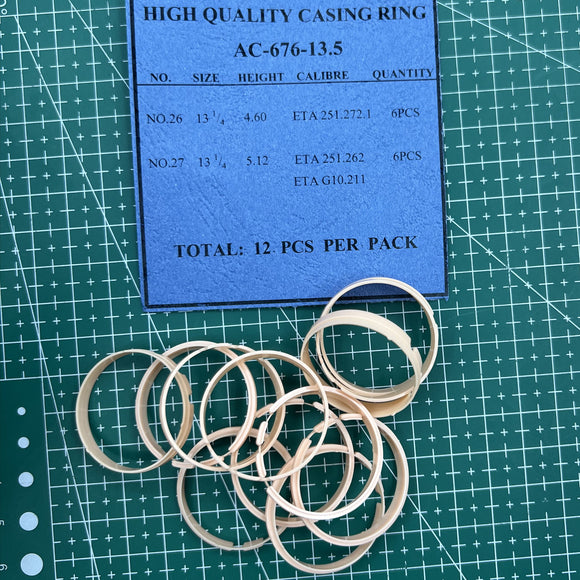 HIGH QUALITY CASING RING
AC-676-13.5
NO. SIZE HEIGHT CALIBRE QUANTITY
NO.26 13 1/4 4.60 ETA 251.272.1 6PCS
NO.27 13 1/4 5.12 ETA 251.262 6PCS
ETA G10.211
TOTAL: 12 PCS PER PACK